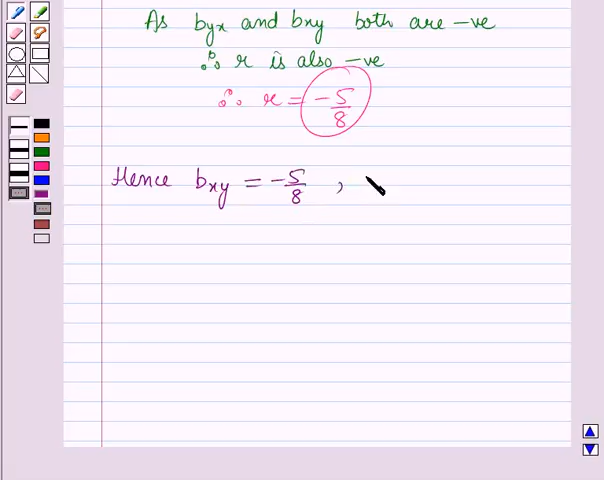 As byx and bxy both are -ve
∴ r is also -ve
∴ r = -5/8
Hence bxy = -5/8 ,